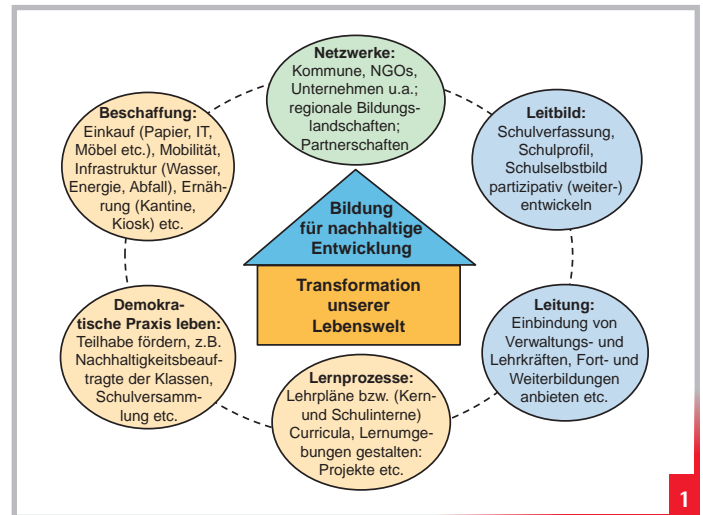 Netzwerke:
Kommune, NGOs,
Unternehmen u.a.;
regionale Bildungs-
landschaften;
Partnerschaften
Beschaffung:
Einkauf (Papier, IT,
Möbel etc.), Mobilität,
Infrastruktur (Wasser,
Energie, Abfall), Ernäh-
rung (Kantine,
Kiosk) etc.
Leitbild:
Schulverfassung,
Schulprofil,
Schulselbstbild
partizipativ (weiter-)
entwickeln
Bildung
für nachhaltige
Entwicklung
Transformation
unserer
Lebenswelt
Demokra-
tische Praxis leben:
Teilhabe fördern, z.B.
Nachhaltigkeitsbeauf-
tragte der Klassen,
Schulversamm-
lung etc.
Leitung:
Einbindung von
Verwaltungs- und
Lehrkräften, Fort- und
Weiterbildungen
anbieten etc.
Lernprozesse:
Lehrpläne bzw. (Kern-
und Schulinterne)
Curricula, Lernumge-
bungen gestalten:
Projekte etc.
1